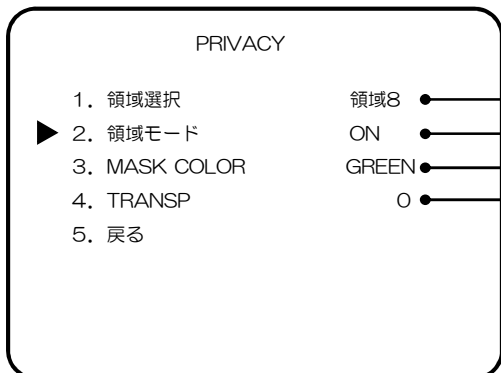 PRIVACY
1. 領域選択 領域8
▶ 2. 領域モード ON
3. MASK COLOR GREEN
4. TRANSP 0
5. 戻る